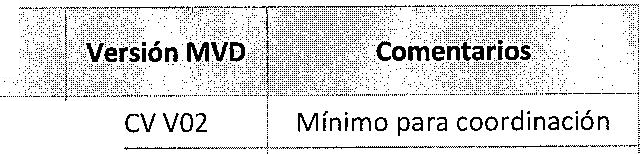 Versión MVD Comentarios
CV V02 Mínimo para coordinación